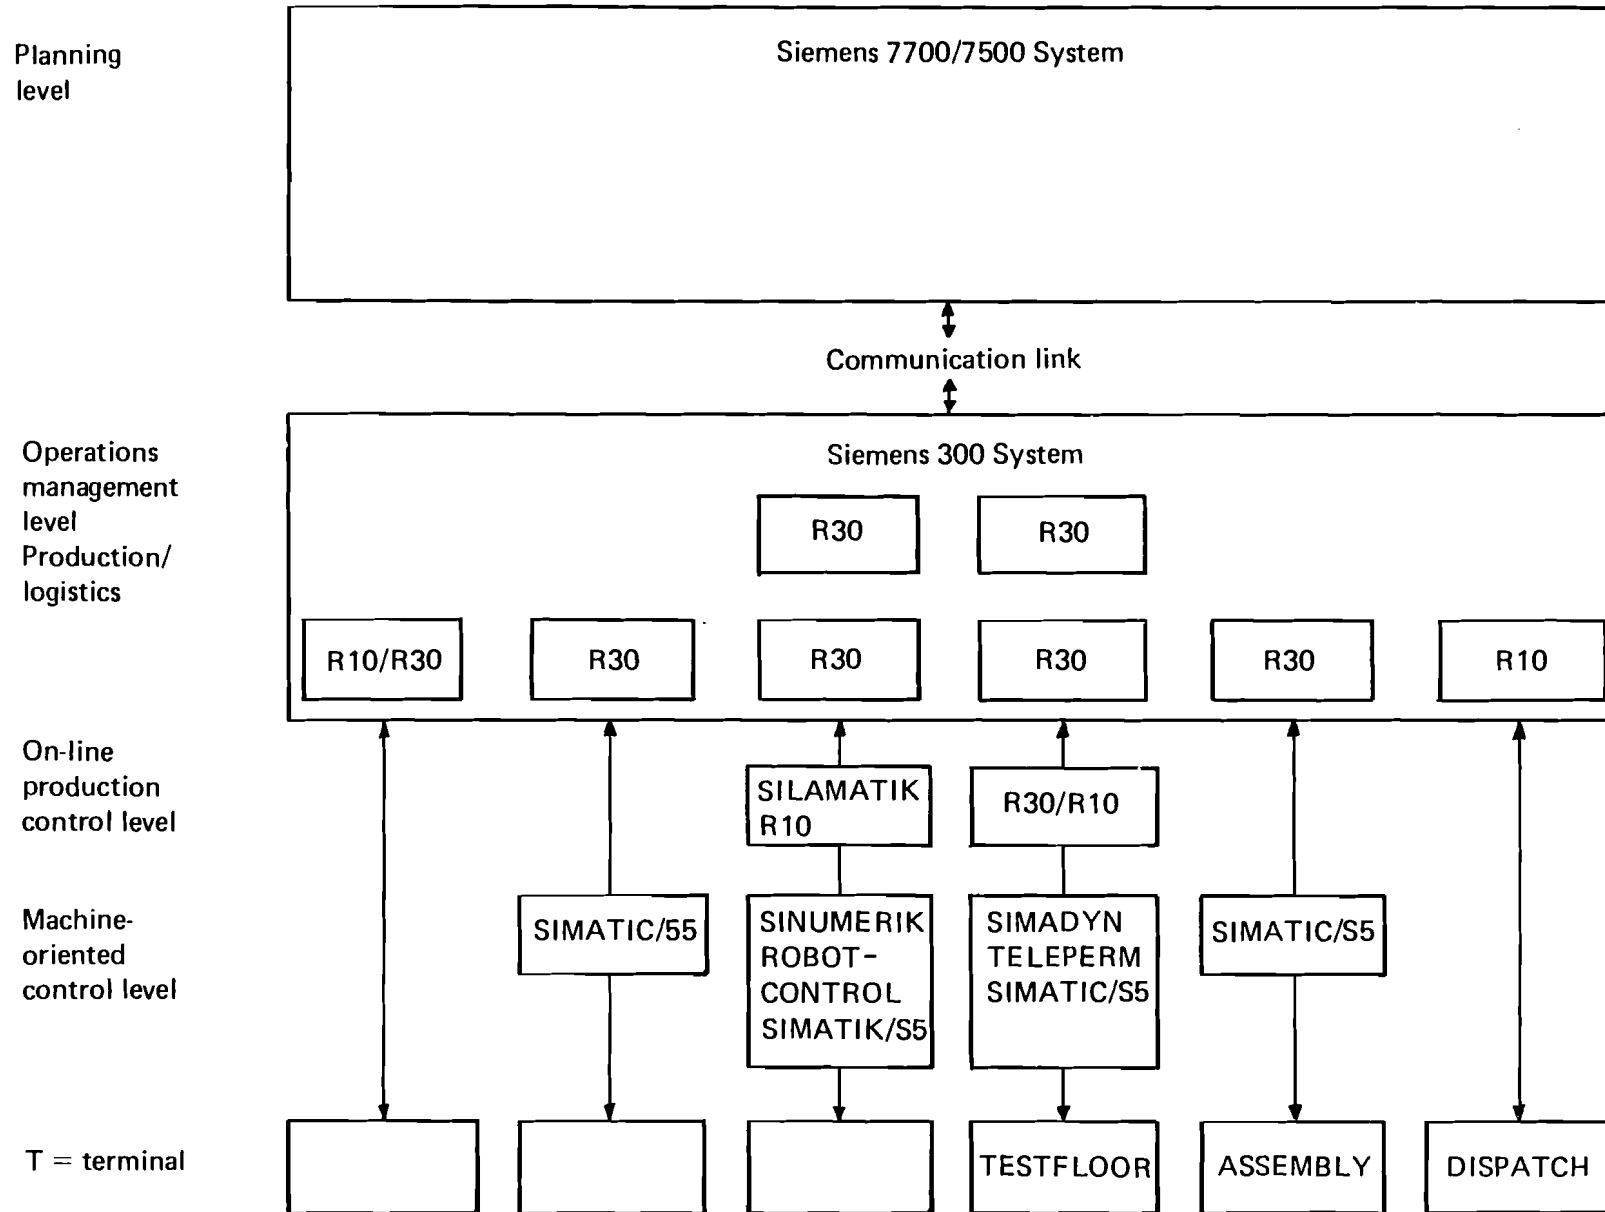 Planning
level
Siemens 7700/7500 System
Communication link
Operations
management
level
Production/
logistics
Siemens 300 System
R30
R30
R10/R30
R30
R30
R30
R30
R10
On-line
production
control level
SILAMATIK
R10
R30/R10
Machine-
oriented
control level
SIMATIC/55
SINUMERIK
ROBOT-
CONTROL
SIMATIK/S5
SIMADYN
TELEPERM
SIMATIC/S5
SIMATIC/S5
T = terminal
TESTFLOOR
ASSEMBLY
DISPATCH